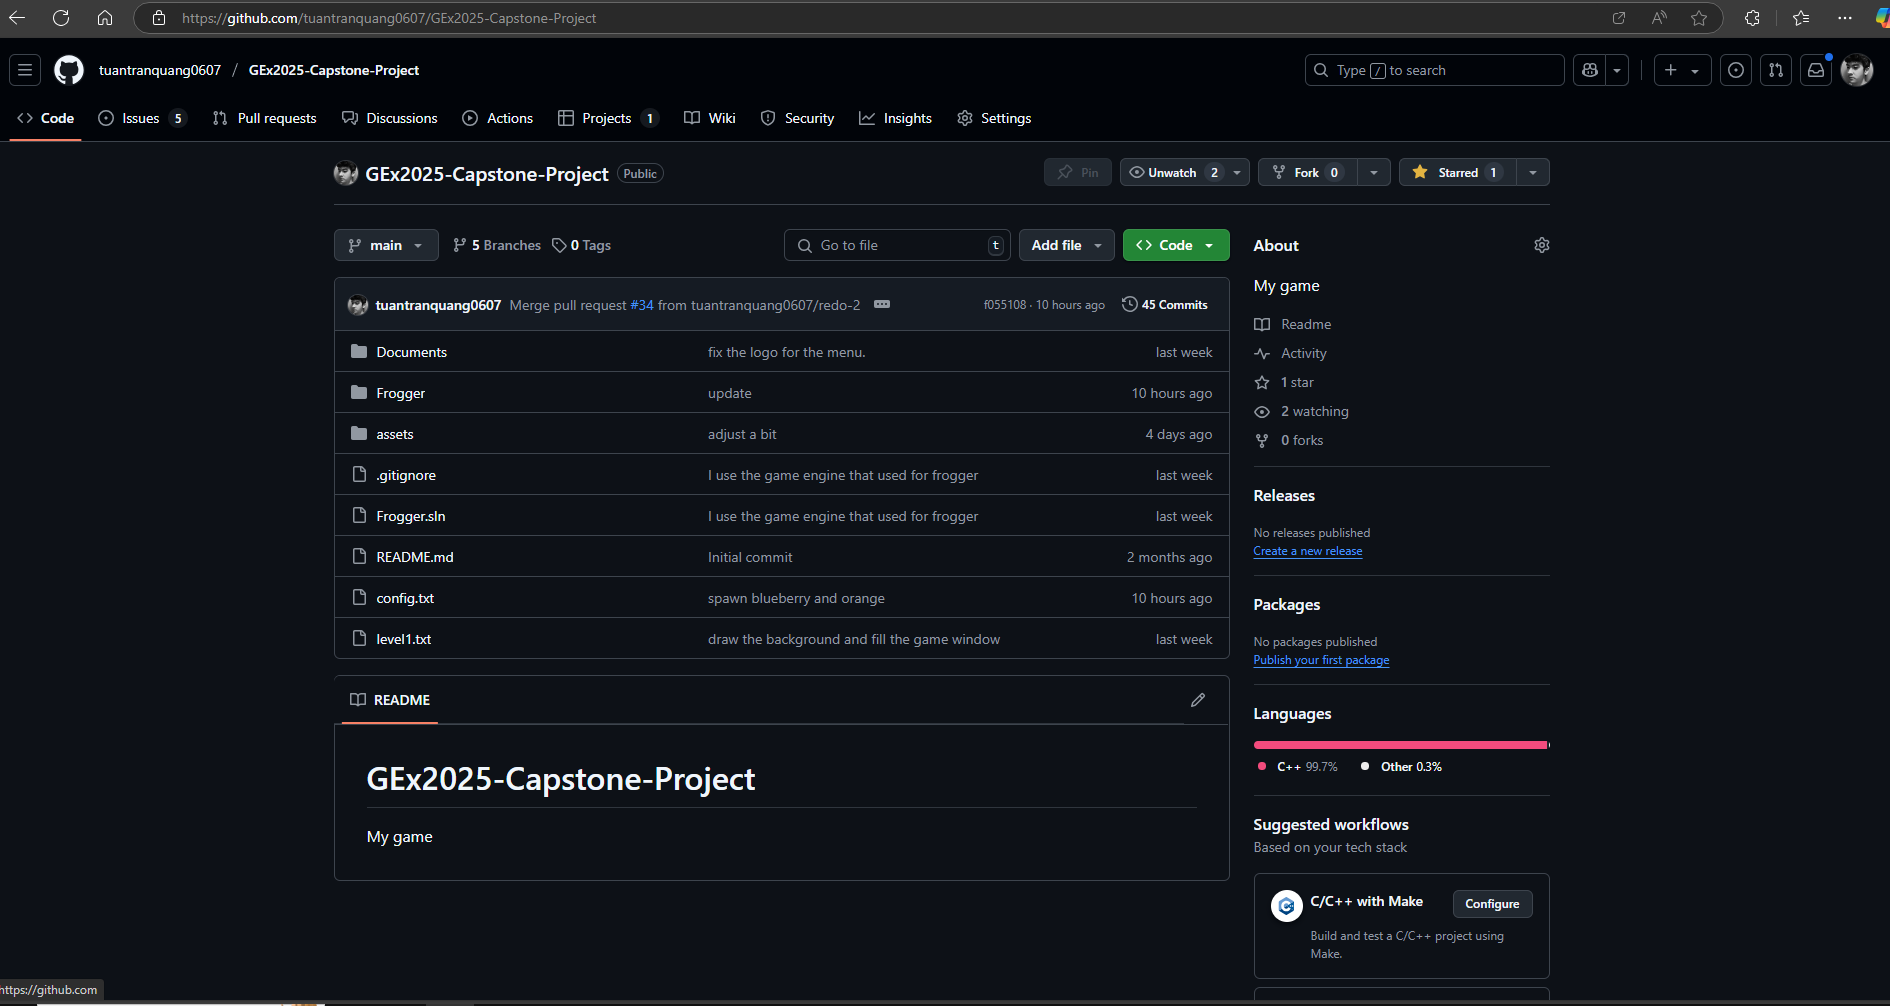 https://github.com/tuantranquang0607/GEx2025-Capstone-Project
tuantranquang0607 / GEx2025-Capstone-Project
Type / to search
Code
Issues 5
Pull requests
Discussions
Actions
Projects 1
Wiki
Security
Insights
Settings
GEx2025-Capstone-Project Public
Pin
Unwatch 2
Fork 0
Starred 1
main
5 Branches
0 Tags
Go to file t
Add file
Code
tuantranquang0607 Merge pull request #34 from tuantranquang0607/redo-2 f055108 · 10 hours ago 45 Commits
Documents fix the logo for the menu. last week
Frogger update 10 hours ago
assets adjust a bit 4 days ago
.gitignore I use the game engine that used for frogger last week
Frogger.sln I use the game engine that used for frogger last week
README.md Initial commit 2 months ago
config.txt spawn blueberry and orange 10 hours ago
level1.txt draw the background and fill the game window last week
README
GEx2025-Capstone-Project
My game
About
My game
Readme
Activity
1 star
2 watching
0 forks
Releases
No releases published
Create a new release
Packages
No packages published
Publish your first package
Languages
C++ 99.7% Other 0.3%
Suggested workflows
Based on your tech stack
C/C++ with Make
Configure
Build and test a C/C++ project using
Make.
https://github.com